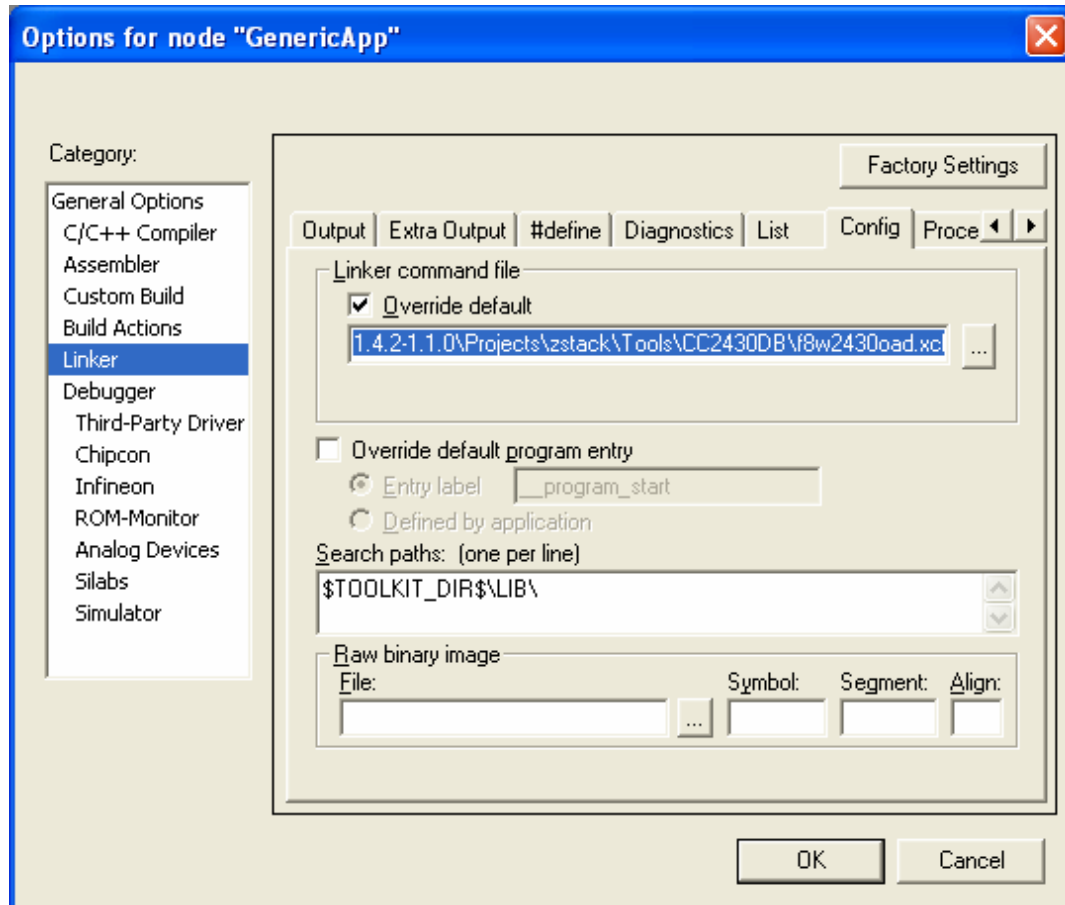 Options for node "GenericApp"
Category:
General Options
C/C++ Compiler
Assembler
Custom Build
Build Actions
Linker
Debugger
Third-Party Driver
Chipcon
Infineon
ROM-Monitor
Analog Devices
Silabs
Simulator
Factory Settings
Output Extra Output #define Diagnostics List Config Proce
Linker command file
Override default
1.4.2-1.1.0\Projects\zstack\Tools\CC2430DB\f8w2430oad.xcl ...
Override default program entry
Entry label __program_start
Defined by application
Search paths: (one per line)
$TOOLKIT_DIR$\LIB\
Raw binary image
File: Symbol: Segment: Align:
...
OK Cancel